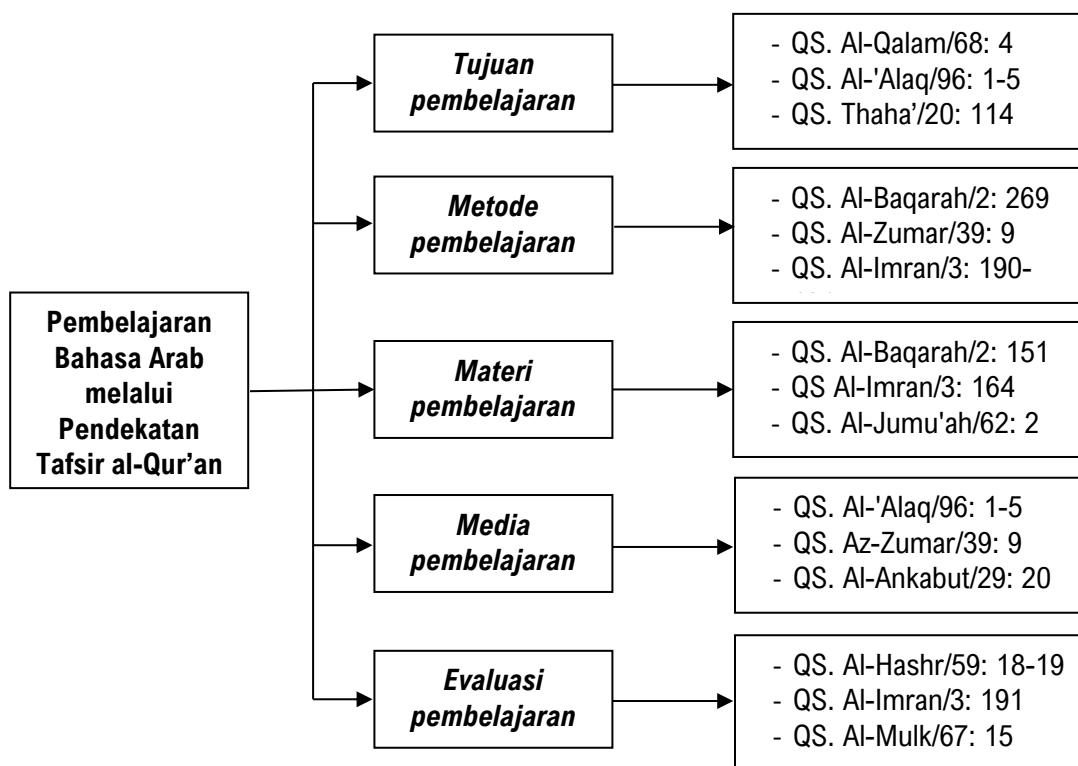 Pembelajaran
Bahasa Arab
melalui
Pendekatan
Tafsir al-Qur’an
Tujuan
pembelajaran
- QS. Al-Qalam/68: 4
- QS. Al-'Alaq/96: 1-5
- QS. Thaha’/20: 114
Metode
pembelajaran
- QS. Al-Baqarah/2: 269
- QS. Al-Zumar/39: 9
- QS. Al-Imran/3: 190-
Materi
pembelajaran
- QS. Al-Baqarah/2: 151
- QS Al-Imran/3: 164
- QS. Al-Jumu'ah/62: 2
Media
pembelajaran
- QS. Al-'Alaq/96: 1-5
- QS. Az-Zumar/39: 9
- QS. Al-Ankabut/29: 20
Evaluasi
pembelajaran
- QS. Al-Hashr/59: 18-19
- QS. Al-Imran/3: 191
- QS. Al-Mulk/67: 15